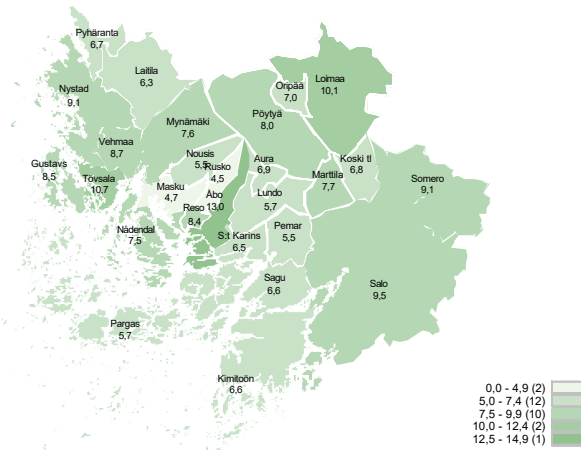 Pyhäranta
6,7
Laitila
6,3
Loimaa
10,1
Oripää
7,0
Nystad
9,1
Pöytyä
8,0
Mynämäki
7,6
Vehmaa
8,7
Nousis
5,5
Rusko
4,5
Aura
6,9
Koski tl
6,8
Gustavs
8,5
Marttila
7,7
Somero
9,1
Tövsala
10,7
Masku
4,7
Åbo
13,0
Lundo
5,7
Reso
8,4
Nådendal
7,5
S:t Karins
6,5
Pemar
5,5
Sagu
6,6
Salo
9,5
Pargas
5,7
Kimitoön
6,6
0,0 - 4,9 (2)
5,0 - 7,4 (12)
7,5 - 9,9 (10)
10,0 - 12,4 (2)
12,5 - 14,9 (1)